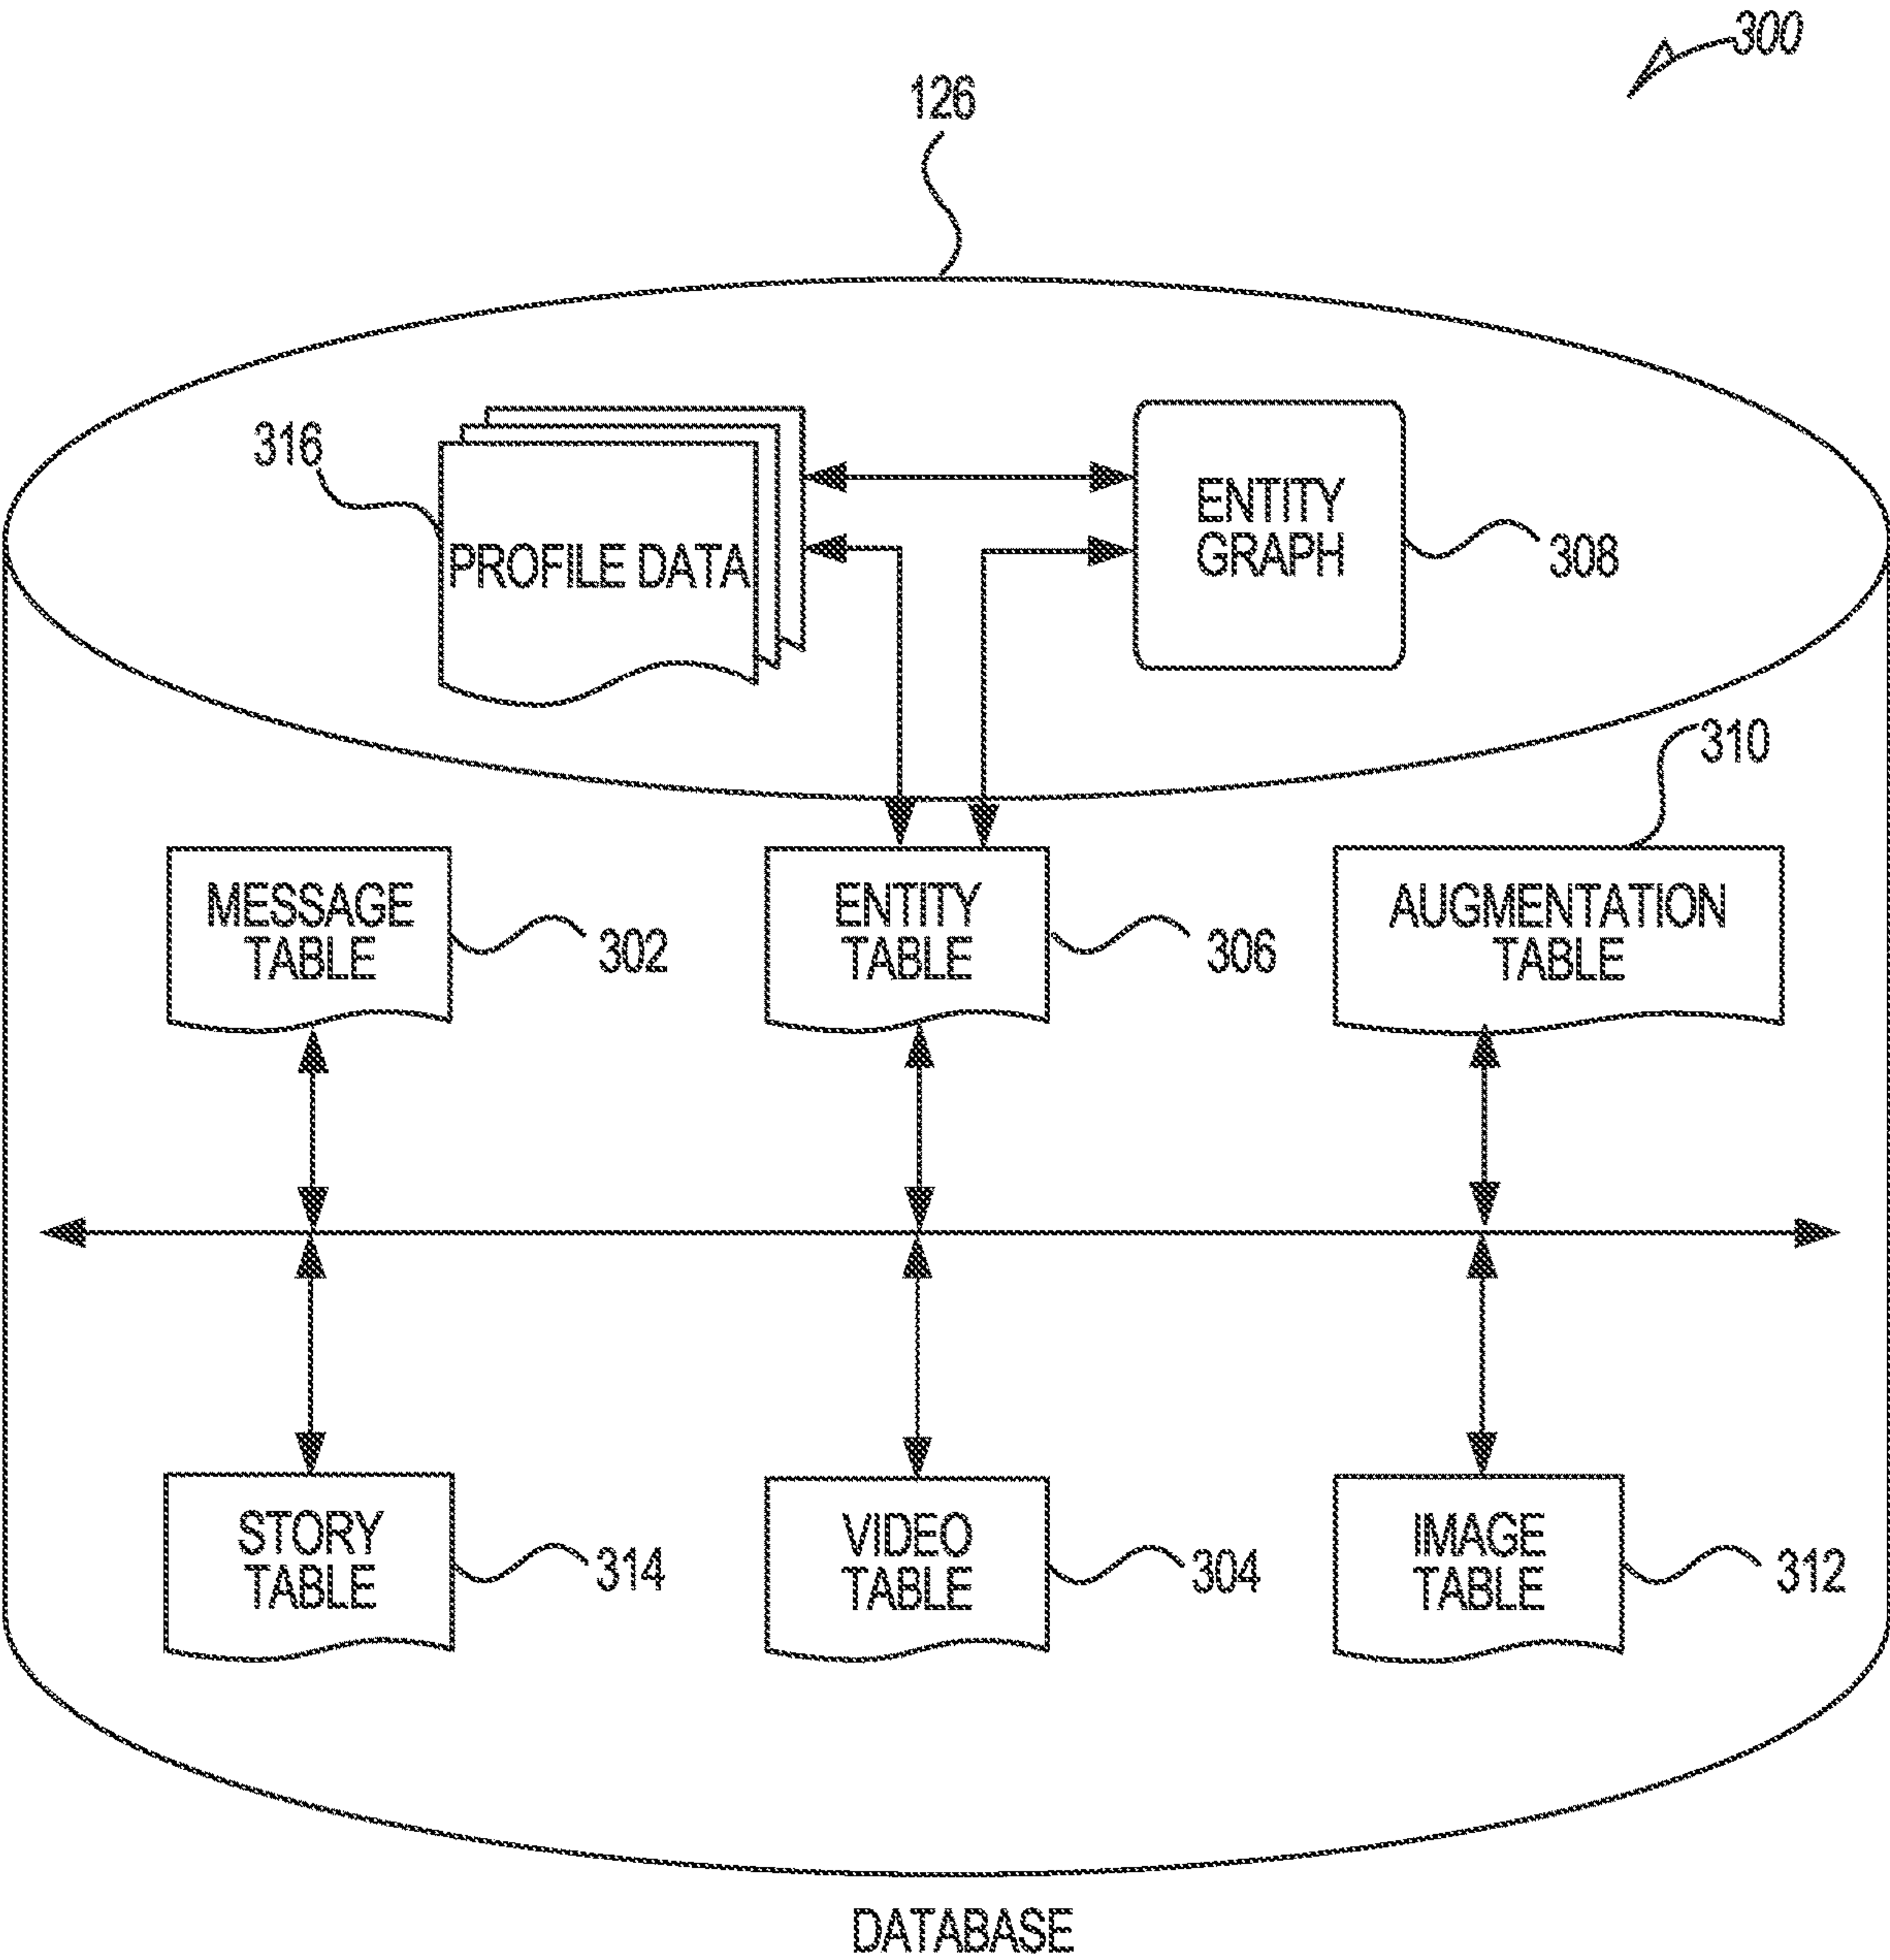 300
126
316
PROFILE DATA
ENTITY
GRAPH
308
310
MESSAGE
TABLE
302
ENTITY
TABLE
306
AUGMENTATION
TABLE
STORY
TABLE
314
VIDEO
TABLE
304
IMAGE
TABLE
312
DATABASE